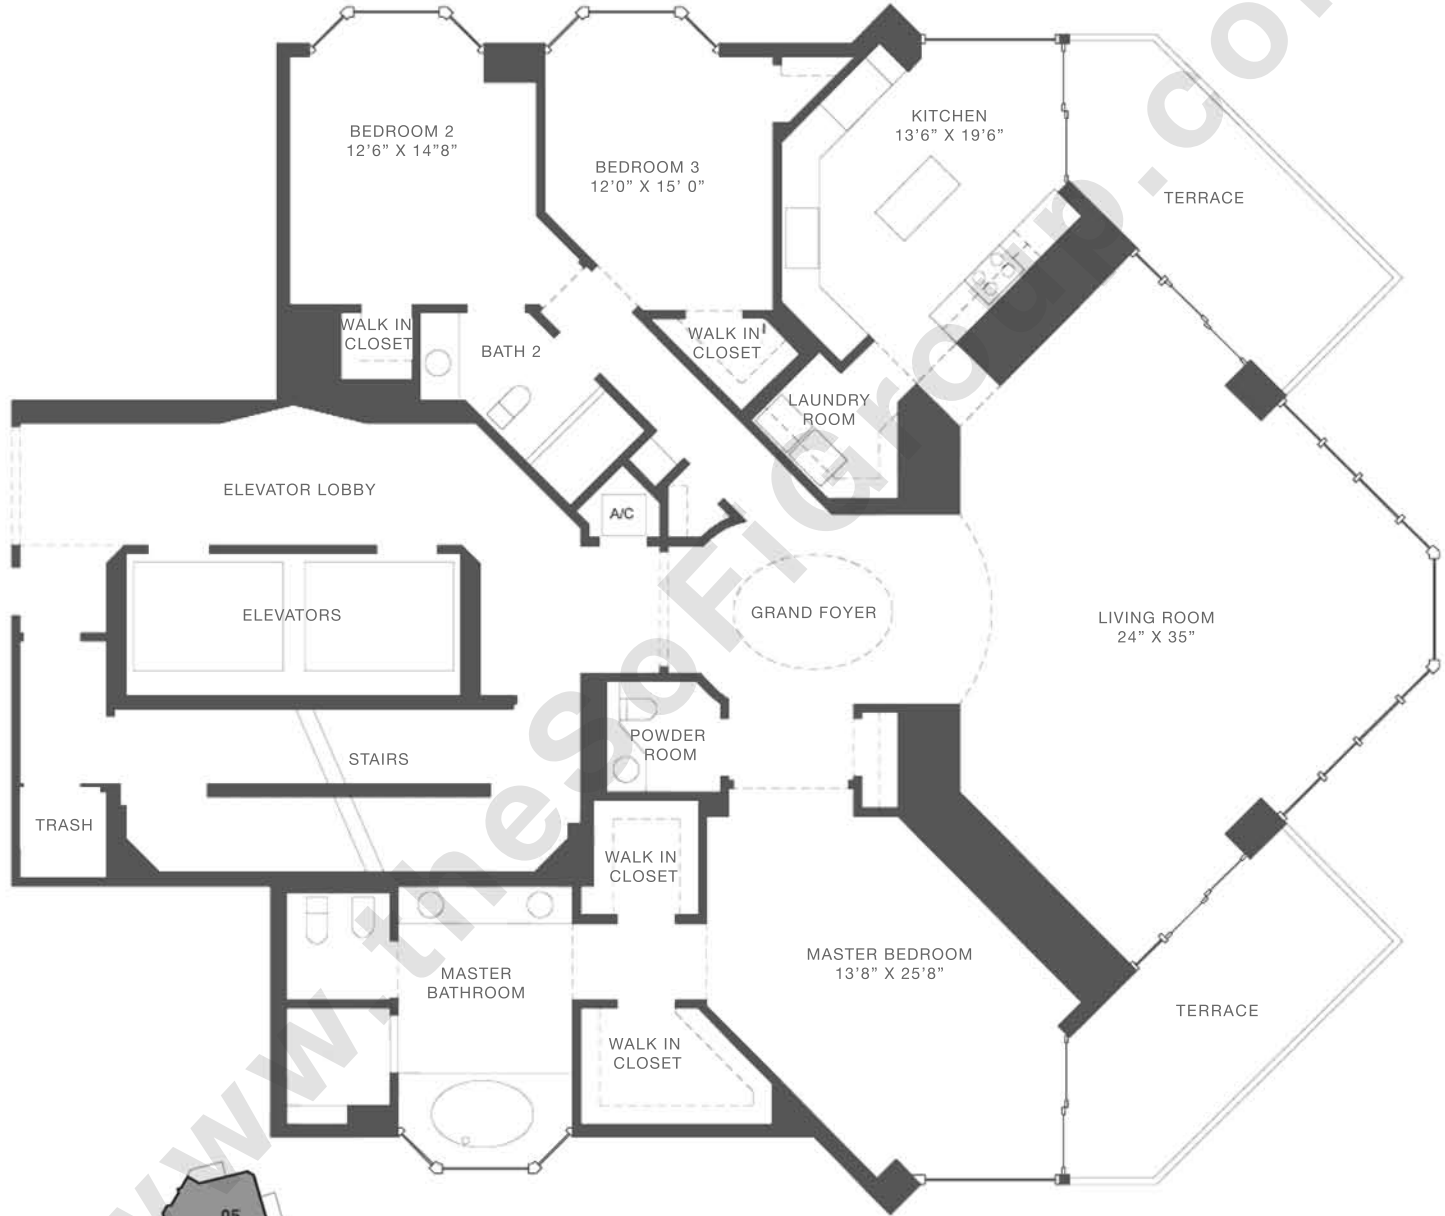 BEDROOM 2
12'6” X 14”8”
BEDROOM 3
12'0” X 15' 0”
KITCHEN
13'6” X 19'6”
TERRACE
WALK IN
CLOSET
BATH 2
WALK IN
CLOSET
LAUNDRY
ROOM
ELEVATOR LOBBY
A/C
ELEVATORS
GRAND FOYER
LIVING ROOM
24” X 35”
POWDER
ROOM
STAIRS
TRASH
WALK IN
CLOSET
MASTER BEDROOM
13'8” X 25'8”
MASTER
BATHROOM
TERRACE
WALK IN
CLOSET
www.theSoFiGroup.co
05